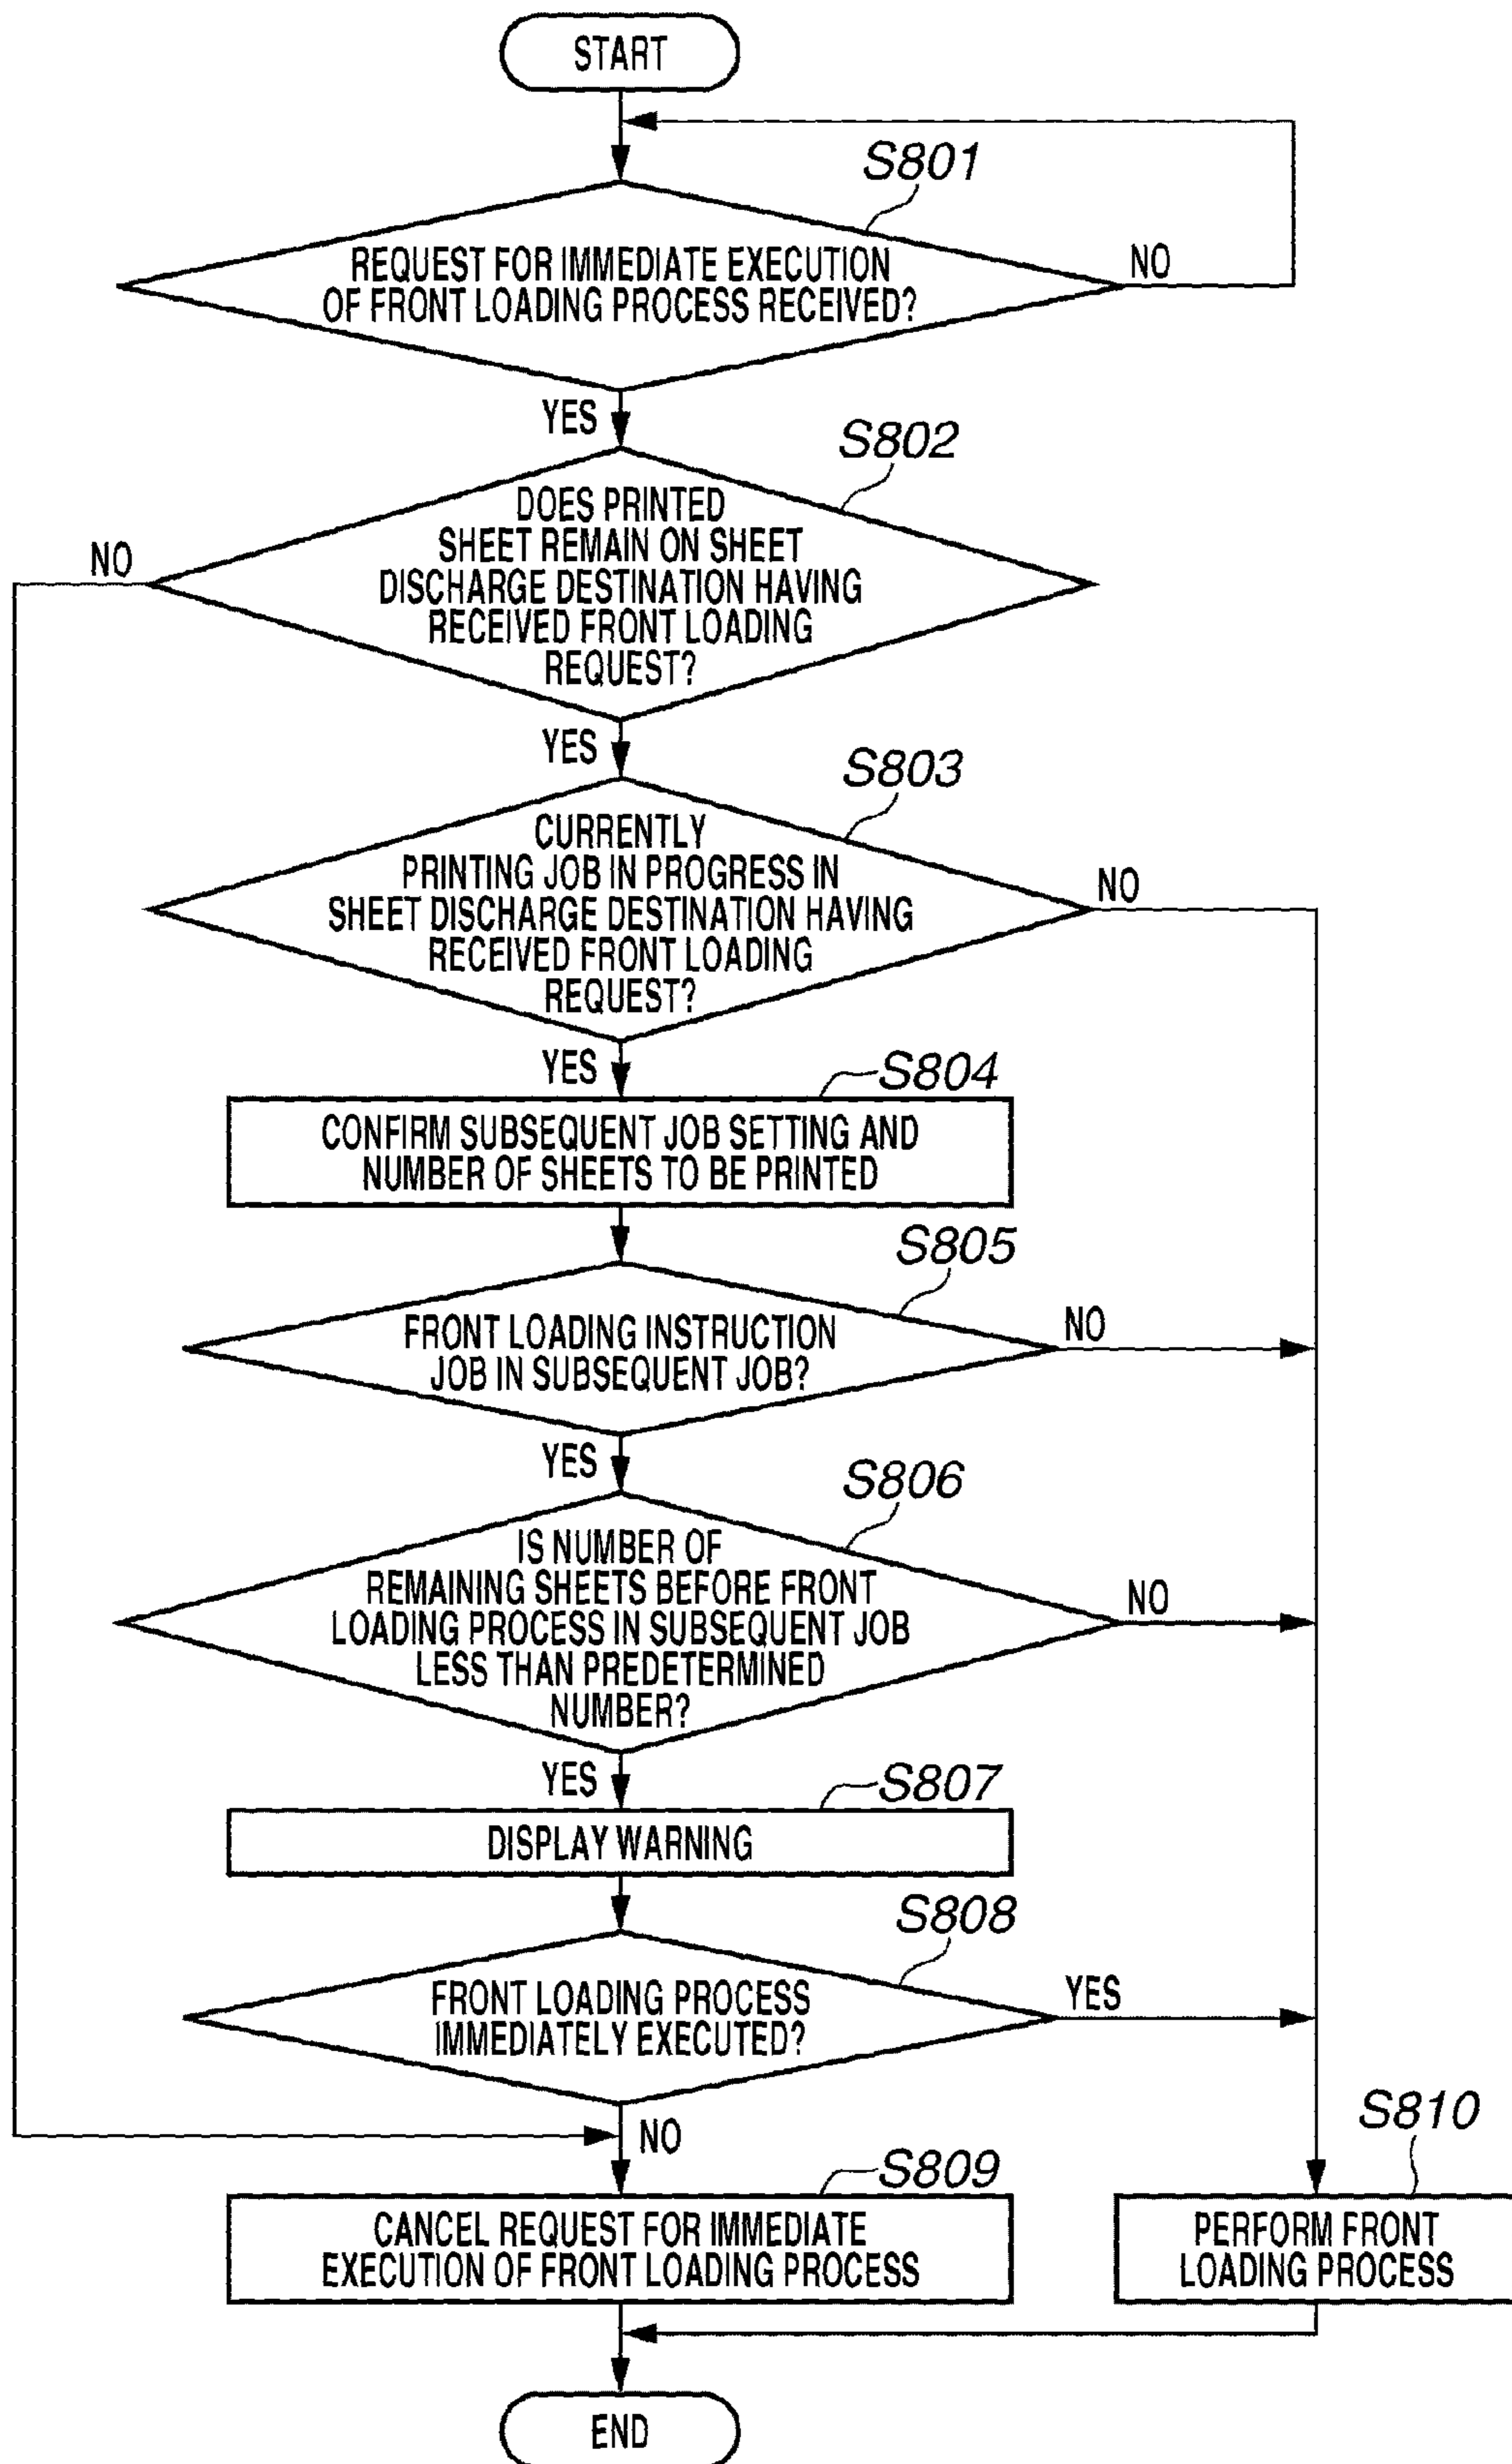 START
S801
REQUEST FOR IMMEDIATE EXECUTION
OF FRONT LOADING PROCESS RECEIVED?
NO
YES
S802
DOES PRINTED
SHEET REMAIN ON SHEET
DISCHARGE DESTINATION HAVING
RECEIVED FRONT LOADING
REQUEST?
NO
YES
S803
CURRENTLY
PRINTING JOB IN PROGRESS IN
SHEET DISCHARGE DESTINATION HAVING
RECEIVED FRONT LOADING
REQUEST?
NO
YES
S804
CONFIRM SUBSEQUENT JOB SETTING AND
NUMBER OF SHEETS TO BE PRINTED
S805
FRONT LOADING INSTRUCTION
JOB IN SUBSEQUENT JOB?
NO
YES
S806
IS NUMBER OF
REMAINING SHEETS BEFORE FRONT
LOADING PROCESS IN SUBSEQUENT JOB
LESS THAN PREDETERMINED
NUMBER?
NO
YES
S807
DISPLAY WARNING
S808
FRONT LOADING PROCESS
IMMEDIATELY EXECUTED?
YES
NO
S809
CANCEL REQUEST FOR IMMEDIATE
EXECUTION OF FRONT LOADING PROCESS
S810
PERFORM FRONT
LOADING PROCESS
END